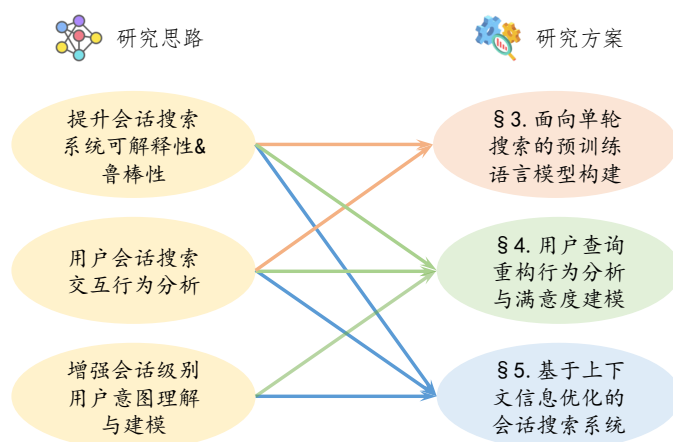 研究思路
研究方案
提升会话搜索
系统可解释性&
鲁棒性
§3. 面向单轮
搜索的预训练
语言模型构建
用户会话搜索
交互行为分析
§4. 用户查询
重构行为分析
与满意度建模
增强会话级别
用户意图理解
与建模
§5. 基于上下
文信息优化的
会话搜索系统